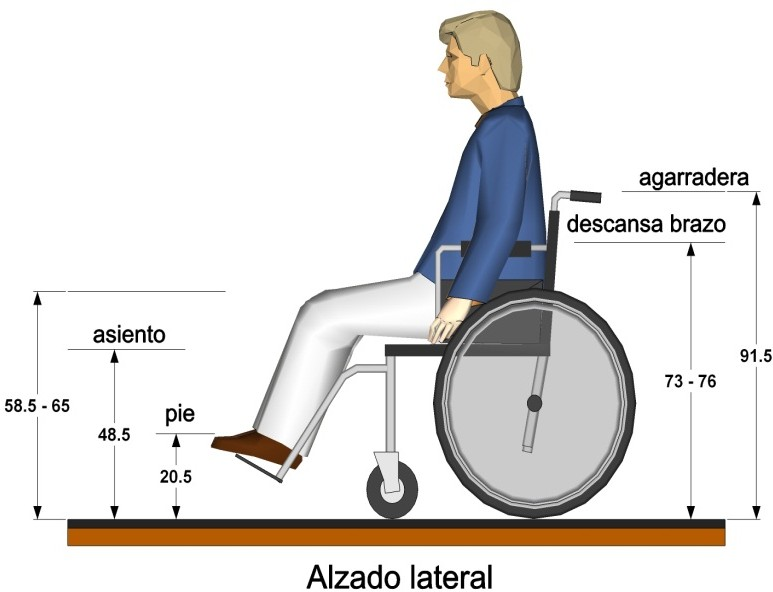 agarradera
descansa brazo
asiento
91.5
73 - 76
58.5 - 65
pie
48.5
20.5
Alzado lateral